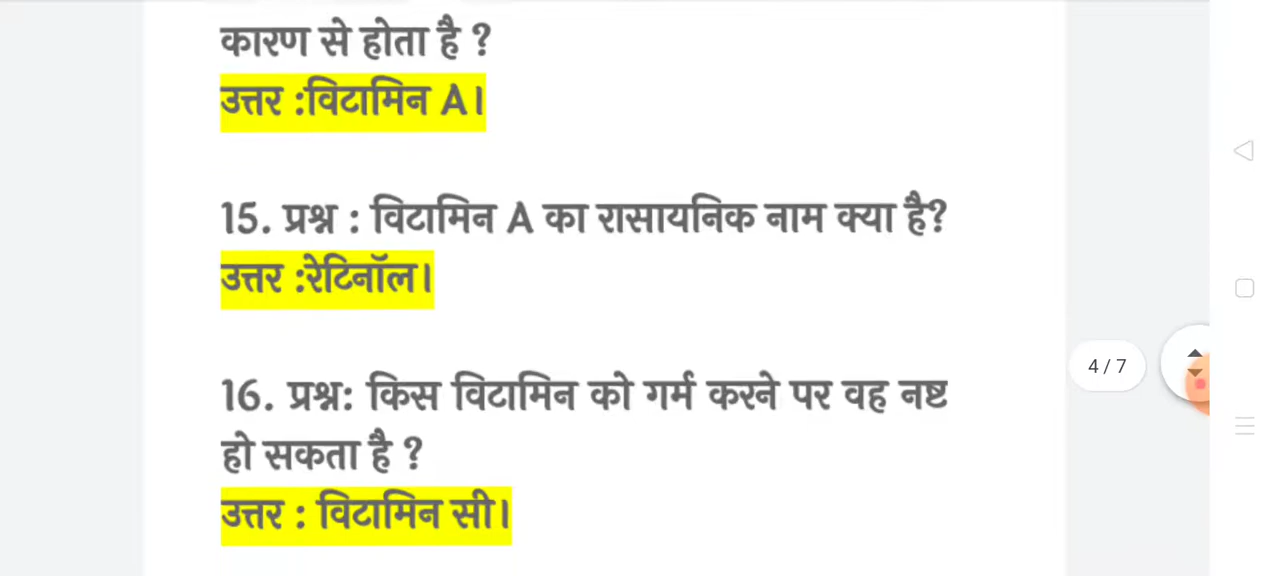 कारण से होता है ?
उत्तर :विटामिन A।
15. प्रश्न : विटामिन A का रासायनिक नाम क्या है?
उत्तर :रेटिनॉल।
16. प्रश्न: किस विटामिन को गर्म करने पर वह नष्ट
हो सकता है ?
उत्तर : विटामिन सी।
4 / 7